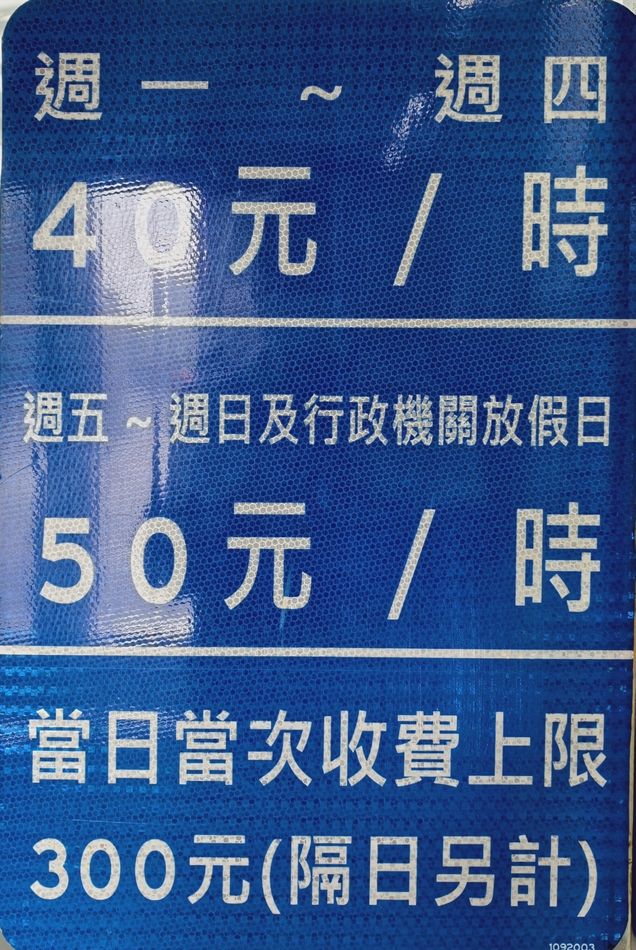 週一 ~ 週四
40元 / 時
週五 ~ 週日及行政機關放假日
50元 / 時
當日當次收費上限
300元(隔日另計)
1092003